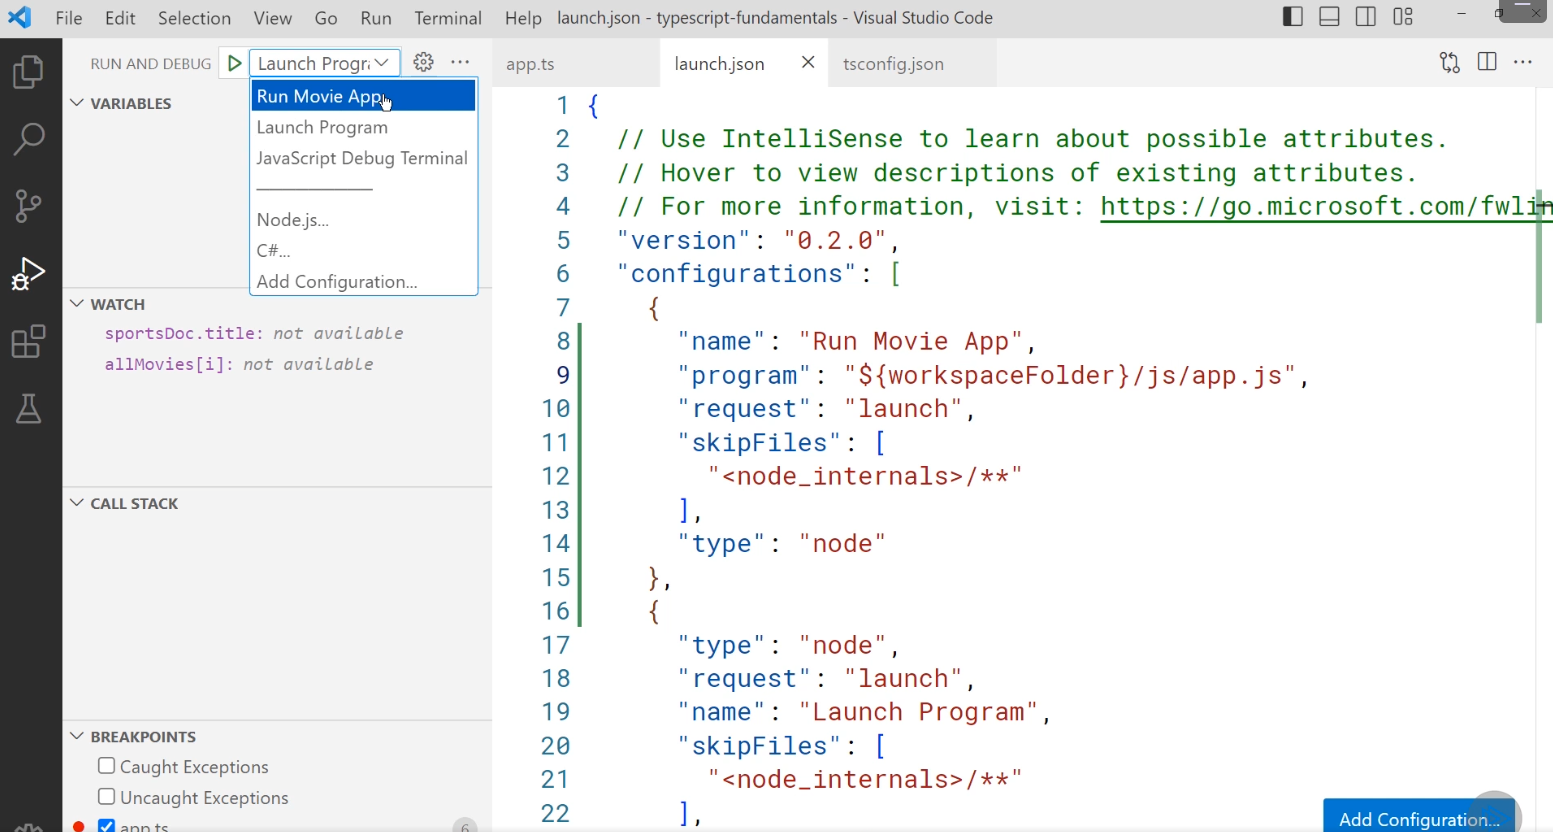 File Edit Selection View Go Run Terminal Help launch.json - typescript-fundamentals - Visual Studio Code
RUN AND DEBUG Launch Progr
app.ts launch.json tsconfig.json
VARIABLES
Run Movie App
Launch Program
JavaScript Debug Terminal
Node.js...
C#...
Add Configuration...
WATCH
sportsDoc.title: not available
allMovies[i]: not available
CALL STACK
BREAKPOINTS
Caught Exceptions
Uncaught Exceptions
app.ts 6
1 {
2 // Use IntelliSense to learn about possible attributes.
3 // Hover to view descriptions of existing attributes.
4 // For more information, visit: https://go.microsoft.com/fwlin
5 "version": "0.2.0",
6 "configurations": [
7 {
8 "name": "Run Movie App",
9 "program": "${workspaceFolder}/js/app.js",
10 "request": "launch",
11 "skipFiles": [
12 "<node_internals>/**"
13 ],
14 "type": "node"
15 },
16 {
17 "type": "node",
18 "request": "launch",
19 "name": "Launch Program",
20 "skipFiles": [
21 "<node_internals>/**"
22 ],
Add Configuration...